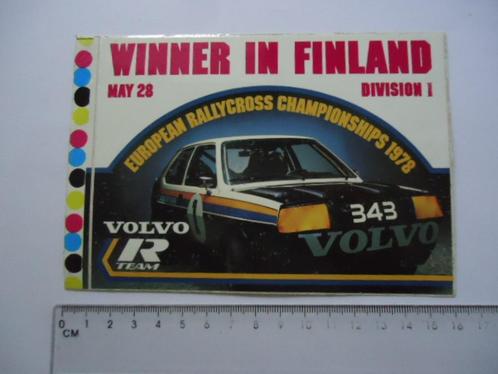 WINNER IN FINLAND
MAY 28 DIVISION I
EUROPEAN RALLYCROSS CHAMPIONSHIPS 1978
343
VOLVO
VOLVO
R
TEAM
0 1 2 3 4 5 6 7 8 9 10 11 12 13 14 15 16 17
CM